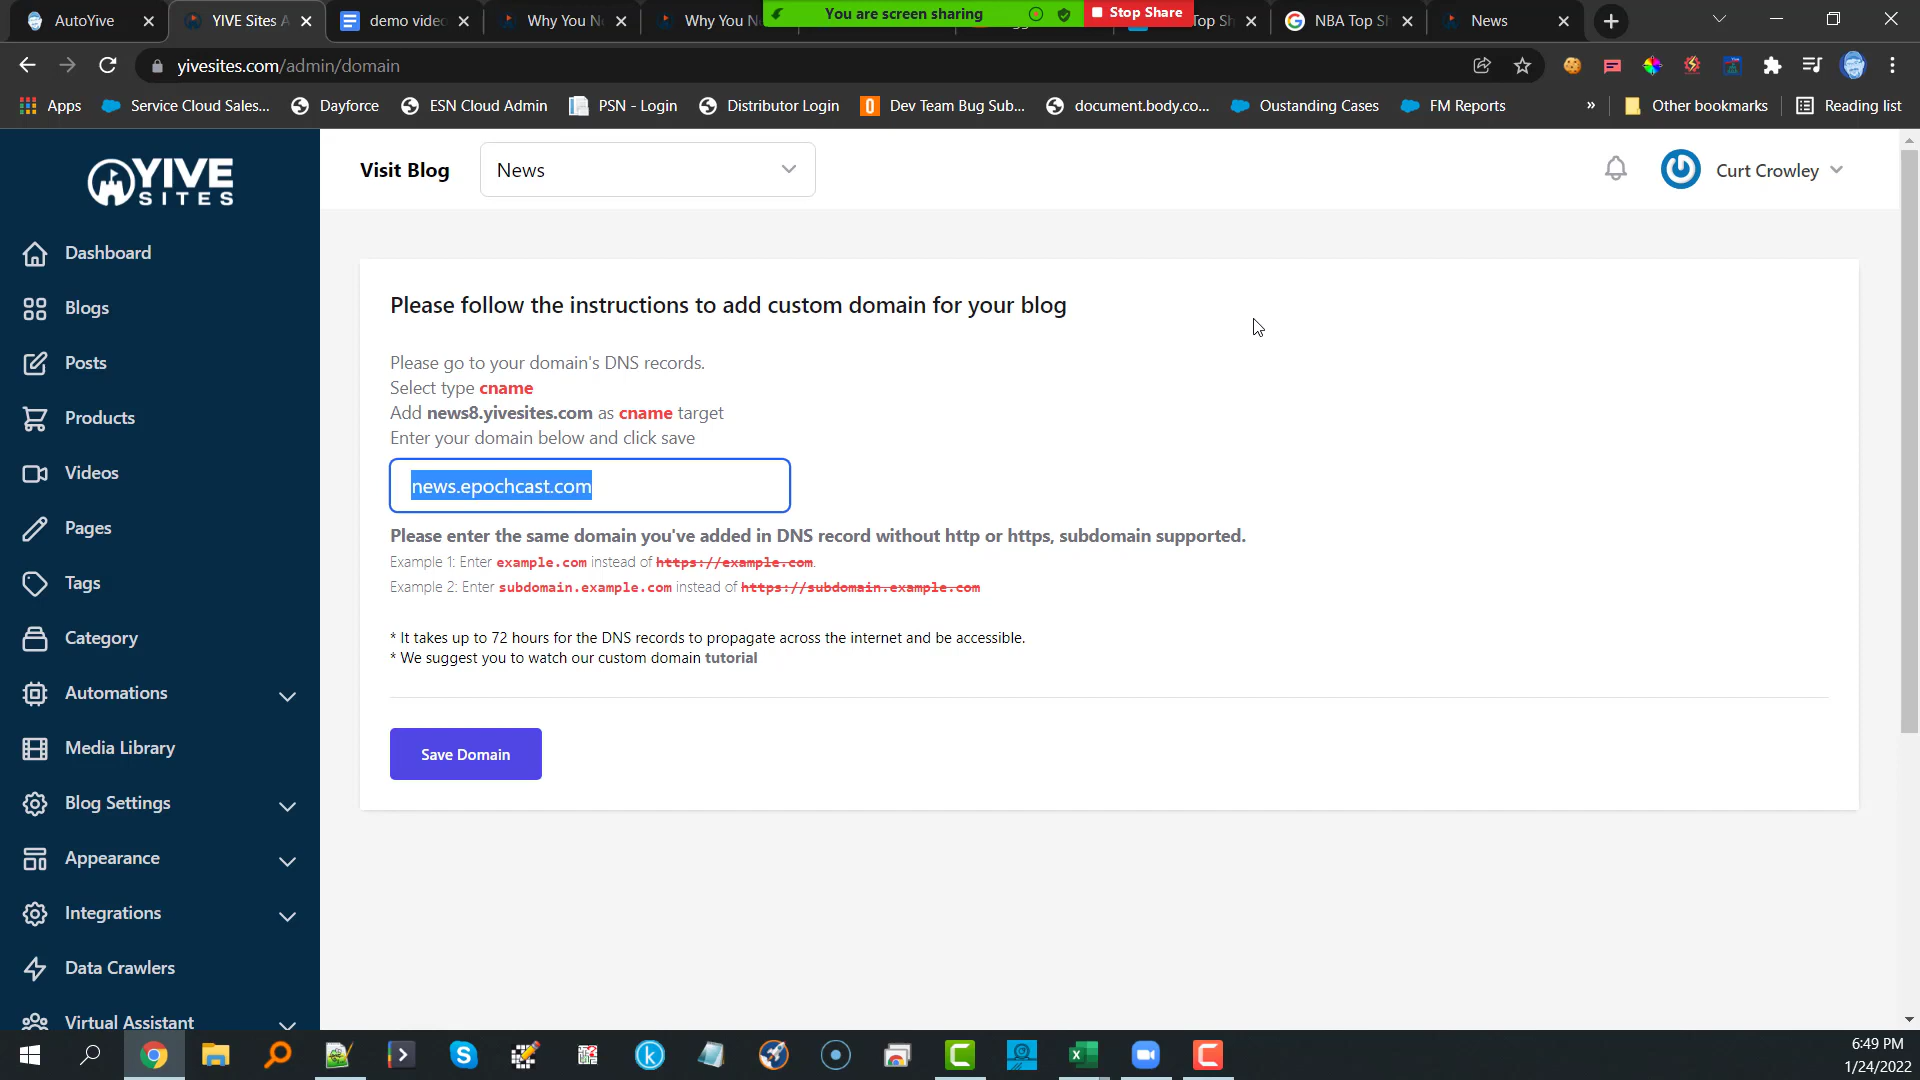 AutoYive
YIVE Sites A
demo video
Why You N
Why You N
You are screen sharing
Stop Share
Top Sh
NBA Top Sh
News
yivesites.com/admin/domain
Apps
Service Cloud Sales...
Dayforce
ESN Cloud Admin
PSN - Login
Distributor Login
Dev Team Bug Sub...
document.body.co...
Oustanding Cases
FM Reports
»
Other bookmarks
Reading list
YIVE
SITES
Visit Blog
News
Curt Crowley
Dashboard
Blogs
Posts
Products
Videos
Pages
Tags
Category
Automations
Media Library
Blog Settings
Appearance
Integrations
Data Crawlers
Virtual Assistant
Please follow the instructions to add custom domain for your blog
Please go to your domain's DNS records.
Select type cname
Add news8.yivesites.com as cname target
Enter your domain below and click save
news.epochcast.com
Please enter the same domain you've added in DNS record without http or https, subdomain supported.
Example 1: Enter example.com instead of https://example.com.
Example 2: Enter subdomain.example.com instead of https://subdomain.example.com
* It takes up to 72 hours for the DNS records to propagate across the internet and be accessible.
* We suggest you to watch our custom domain tutorial
Save Domain
6:49 PM
1/24/2022